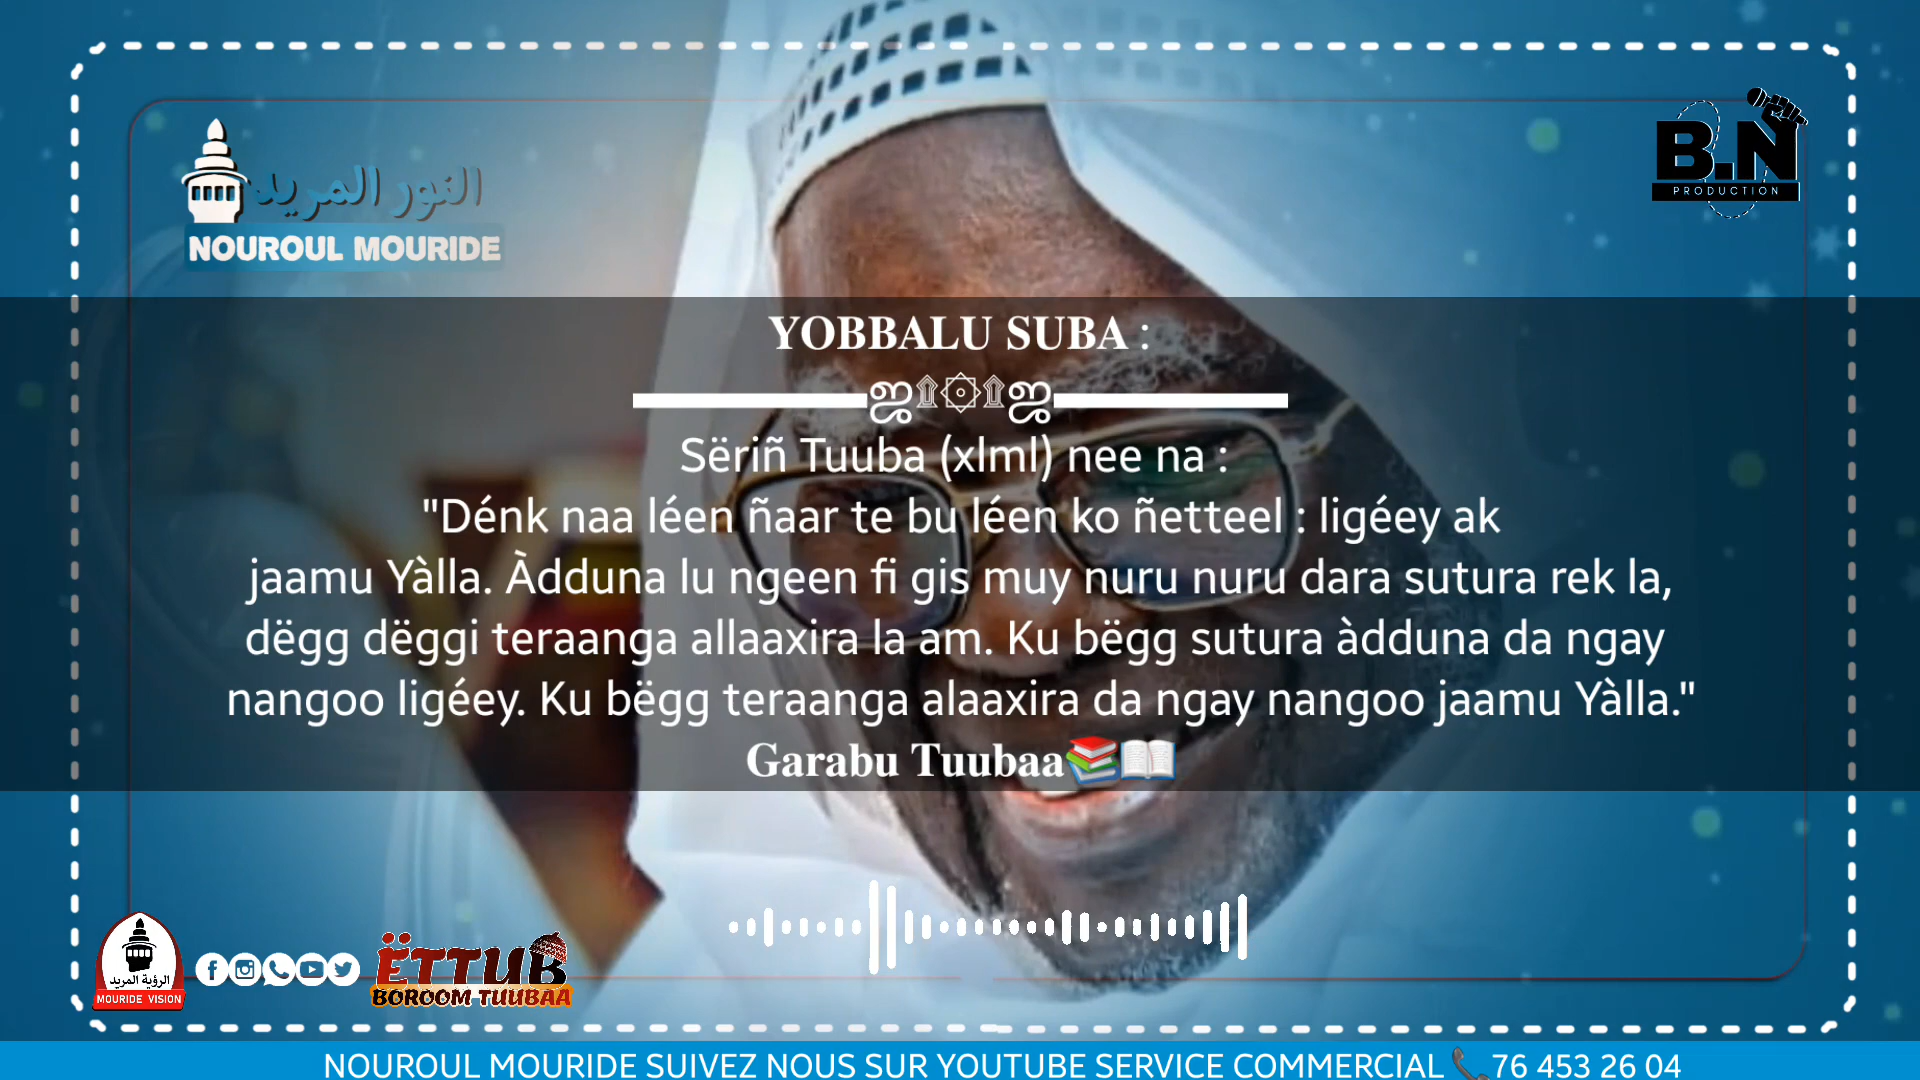 النور المريد
NOUROUL MOURIDE
B.N
PRODUCTION
YOBBALU SUBA :
▬▬▬▬ஜ۩۞۩ஜ▬▬▬▬
Sëriñ Tuuba (xlml) nee na :
"Dénk naa léen ñaar te bu léen ko ñetteel : ligéey ak
jaamu Yàlla. Àdduna lu ngeen fi gis muy nuru nuru dara sutura rek la,
dëgg dëggi teraanga allaaxira la am. Ku bëgg sutura àdduna da ngay
nangoo ligéey. Ku bëgg teraanga alaaxira da ngay nangoo jaamu Yàlla."
Garabu Tuubaa📚📖
الرؤية المريد
MOURIDE VISION
ËTTUB
BOROOM TUUBAA
NOUROUL MOURIDE SUIVEZ NOUS SUR YOUTUBE SERVICE COMMERCIAL 📞76 453 26 04